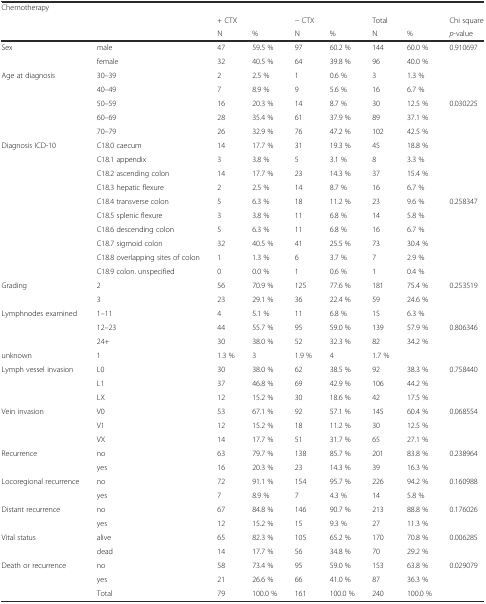 Chemotherapy
+ CTX − CTX Total Chi square
N % N % N % p-value
Sex male 47 59.5 % 97 60.2 % 144 60.0 % 0.910697
female 32 40.5 % 64 39.8 % 96 40.0 %
Age at diagnosis 30–39 2 2.5 % 1 0.6 % 3 1.3 %
40–49 7 8.9 % 9 5.6 % 16 6.7 %
50–59 16 20.3 % 14 8.7 % 30 12.5 % 0.030225
60–69 28 35.4 % 61 37.9 % 89 37.1 %
70–79 26 32.9 % 76 47.2 % 102 42.5 %
Diagnosis ICD-10 C18.0 caecum 14 17.7 % 31 19.3 % 45 18.8 %
C18.1 appendix 3 3.8 % 5 3.1 % 8 3.3 %
C18.2 ascending colon 14 17.7 % 23 14.3 % 37 15.4 %
C18.3 hepatic flexure 2 2.5 % 14 8.7 % 16 6.7 %
C18.4 transverse colon 5 6.3 % 18 11.2 % 23 9.6 % 0.258347
C18.5 splenic flexure 3 3.8 % 11 6.8 % 14 5.8 %
C18.6 descending colon 5 6.3 % 11 6.8 % 16 6.7 %
C18.7 sigmoid colon 32 40.5 % 41 25.5 % 73 30.4 %
C18.8 overlapping sites of colon 1 1.3 % 6 3.7 % 7 2.9 %
C18.9 colon. unspecified 0 0.0 % 1 0.6 % 1 0.4 %
Grading 2 56 70.9 % 125 77.6 % 181 75.4 % 0.253519
3 23 29.1 % 36 22.4 % 59 24.6 %
Lymphnodes examined 1–11 4 5.1 % 11 6.8 % 15 6.3 %
12–23 44 55.7 % 95 59.0 % 139 57.9 % 0.806346
24+ 30 38.0 % 52 32.3 % 82 34.2 %
unknown 1 1.3 % 3 1.9 % 4 1.7 %
Lymph vessel invasion L0 30 38.0 % 62 38.5 % 92 38.3 % 0.758440
L1 37 46.8 % 69 42.9 % 106 44.2 %
LX 12 15.2 % 30 18.6 % 42 17.5 %
Vein invasion V0 53 67.1 % 92 57.1 % 145 60.4 % 0.068554
V1 12 15.2 % 18 11.2 % 30 12.5 %
VX 14 17.7 % 51 31.7 % 65 27.1 %
Recurrence no 63 79.7 % 138 85.7 % 201 83.8 % 0.238964
yes 16 20.3 % 23 14.3 % 39 16.3 %
Locoregional recurrence no 72 91.1 % 154 95.7 % 226 94.2 % 0.160988
yes 7 8.9 % 7 4.3 % 14 5.8 %
Distant recurrence no 67 84.8 % 146 90.7 % 213 88.8 % 0.176026
yes 12 15.2 % 15 9.3 % 27 11.3 %
Vital status alive 65 82.3 % 105 65.2 % 170 70.8 % 0.006285
dead 14 17.7 % 56 34.8 % 70 29.2 %
Death or recurrence no 58 73.4 % 95 59.0 % 153 63.8 % 0.029079
yes 21 26.6 % 66 41.0 % 87 36.3 %
Total 79 100.0 % 161 100.0 % 240 100.0 %